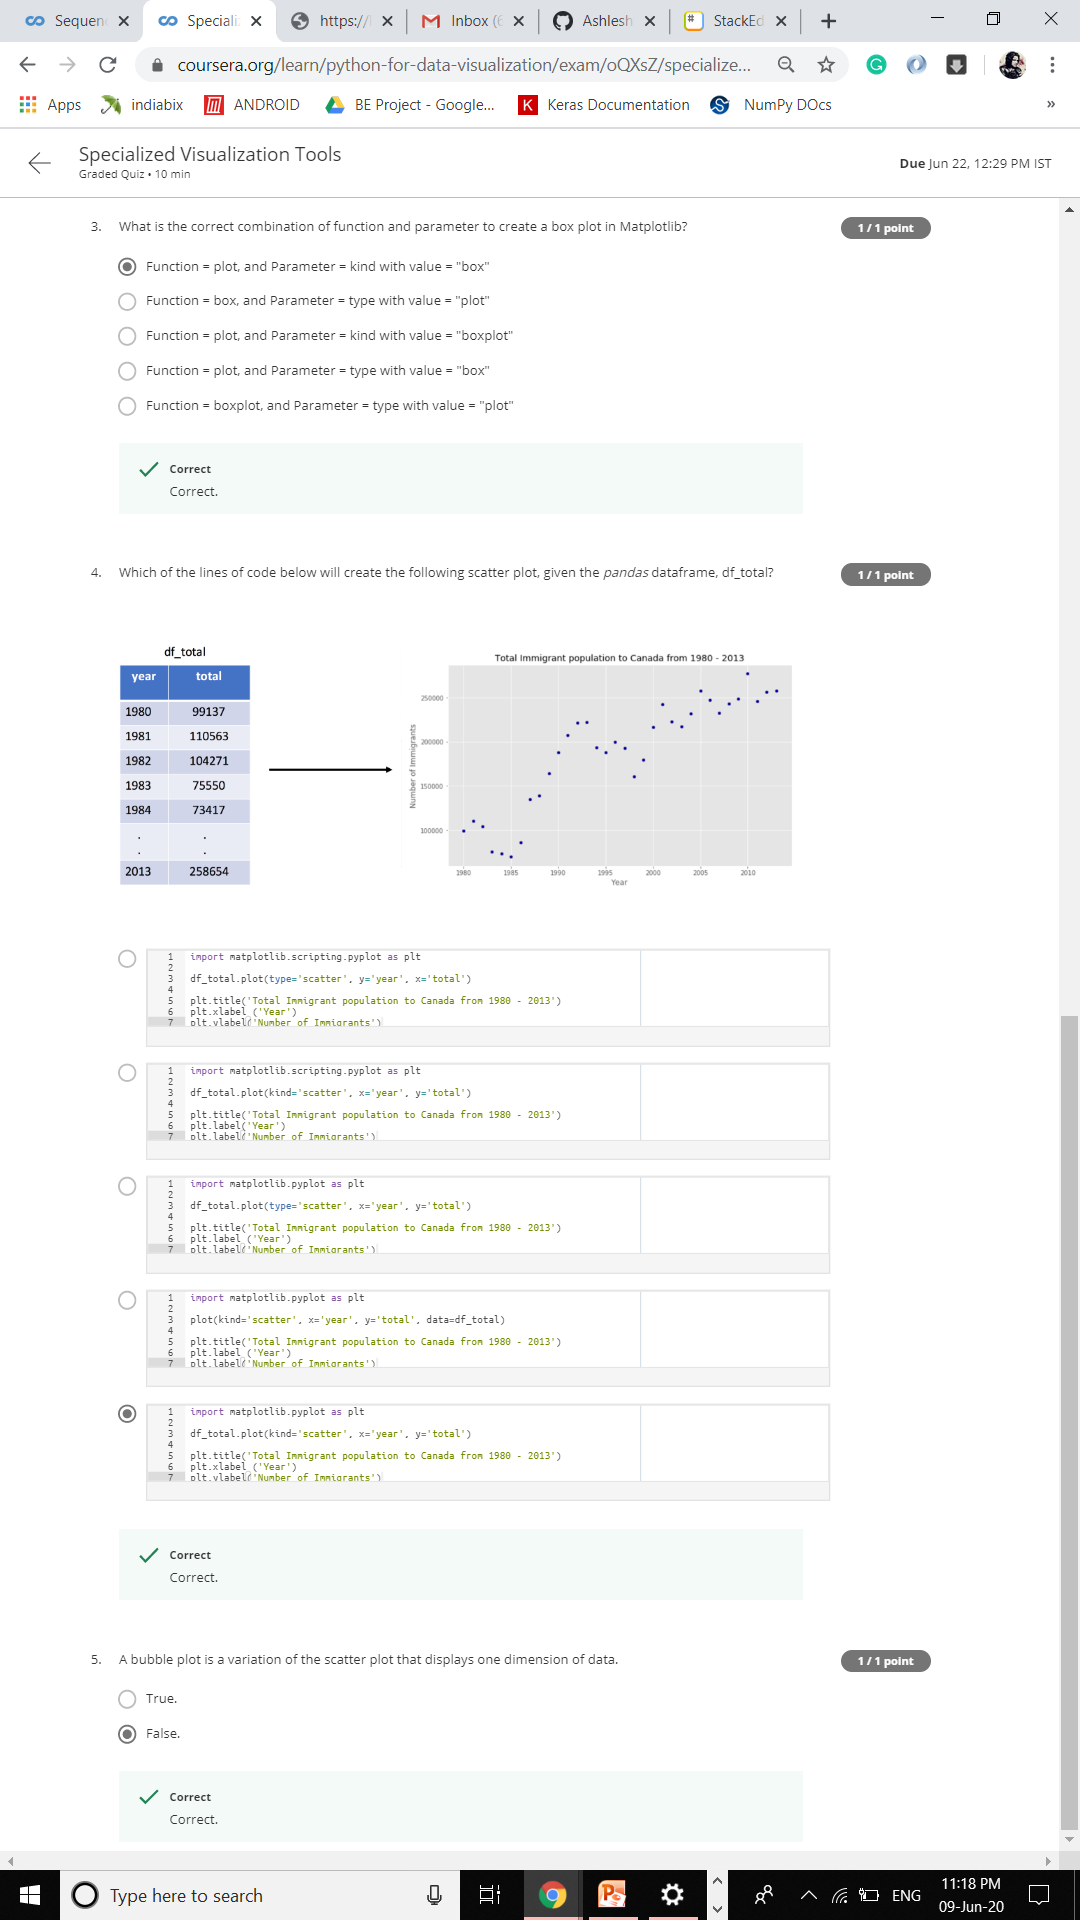 Sequen
Speciali
https://
Inbox (6
Ashlesh
StackEd
coursera.org/learn/python-for-data-visualization/exam/oQXsZ/specialize...
Apps
indiabix
ANDROID
BE Project - Google...
K
Keras Documentation
NumPy DOcs
»
Specialized Visualization Tools
Graded Quiz • 10 min
Due Jun 22, 12:29 PM IST
3. What is the correct combination of function and parameter to create a box plot in Matplotlib?
1 / 1 point
Function = plot, and Parameter = kind with value = "box"
Function = box, and Parameter = type with value = "plot"
Function = plot, and Parameter = kind with value = "boxplot"
Function = plot, and Parameter = type with value = "box"
Function = boxplot, and Parameter = type with value = "plot"
Correct
Correct.
4. Which of the lines of code below will create the following scatter plot, given the pandas dataframe, df_total?
1 / 1 point
df_total
year total
1980 99137
1981 110563
1982 104271
1983 75550
1984 73417
. .
. .
2013 258654
Total Immigrant population to Canada from 1980 - 2013
Number of Immigrants
250000
200000
150000
100000
1980 1985 1990 1995 2000 2005 2010
Year
1 import matplotlib.scripting.pyplot as plt
2
3 df_total.plot(type='scatter', y='year', x='total')
4
5 plt.title('Total Immigrant population to Canada from 1980 - 2013')
6 plt.xlabel ('Year')
7 plt.ylabel('Number of Immigrants')
1 import matplotlib.scripting.pyplot as plt
2
3 df_total.plot(kind='scatter', x='year', y='total')
4
5 plt.title('Total Immigrant population to Canada from 1980 - 2013')
6 plt.label('Year')
7 plt.label('Number of Immigrants')
1 import matplotlib.pyplot as plt
2
3 df_total.plot(type='scatter', x='year', y='total')
4
5 plt.title('Total Immigrant population to Canada from 1980 - 2013')
6 plt.label ('Year')
7 plt.label('Number of Immigrants')
1 import matplotlib.pyplot as plt
2
3 plot(kind='scatter', x='year', y='total', data=df_total)
4
5 plt.title('Total Immigrant population to Canada from 1980 - 2013')
6 plt.label ('Year')
7 plt.label('Number of Immigrants')
1 import matplotlib.pyplot as plt
2
3 df_total.plot(kind='scatter', x='year', y='total')
4
5 plt.title('Total Immigrant population to Canada from 1980 - 2013')
6 plt.xlabel ('Year')
7 plt.ylabel('Number of Immigrants')
Correct
Correct.
5. A bubble plot is a variation of the scatter plot that displays one dimension of data.
1 / 1 point
True.
False.
Correct
Correct.
Type here to search
ENG
11:18 PM
09-Jun-20